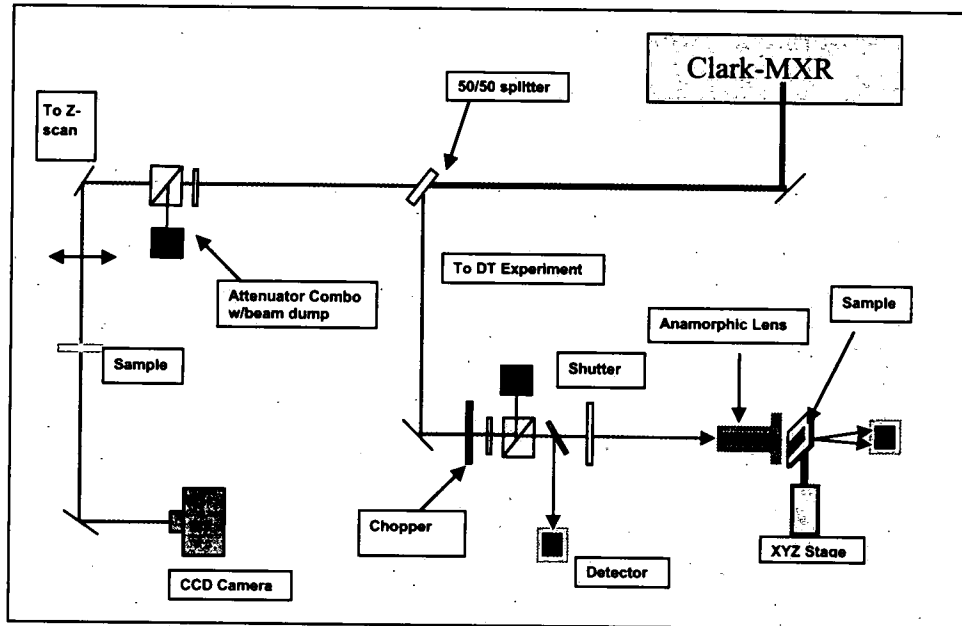 Clark-MXR
50/50 splitter
To Z-
scan
To DT Experiment
Attenuator Combo
w/beam dump
Sample
Anamorphic Lens
Sample
Shutter
Chopper
XYZ Stage
Detector
CCD Camera